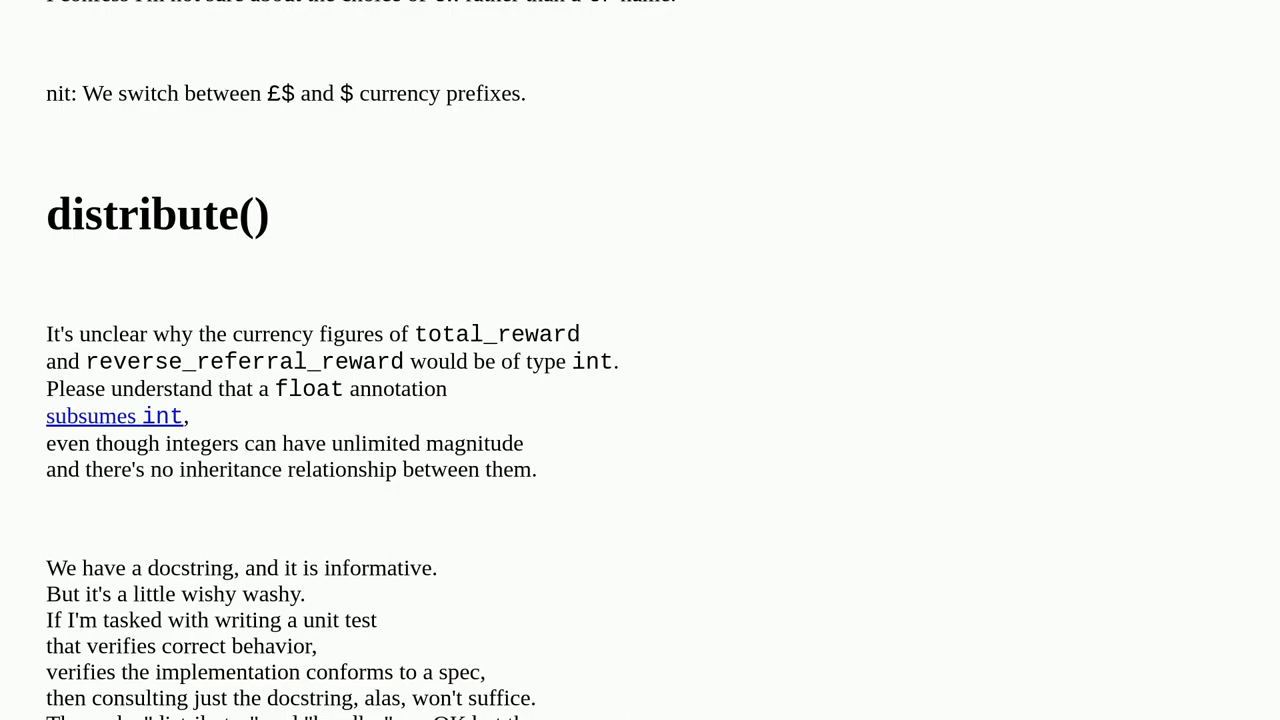 nit: We switch between £$ and $ currency prefixes.
distribute()
It's unclear why the currency figures of total_reward
and reverse_referral_reward would be of type int.
Please understand that a float annotation
subsumes int,
even though integers can have unlimited magnitude
and there's no inheritance relationship between them.
We have a docstring, and it is informative.
But it's a little wishy washy.
If I'm tasked with writing a unit test
that verifies correct behavior,
verifies the implementation conforms to a spec,
then consulting just the docstring, alas, won't suffice.